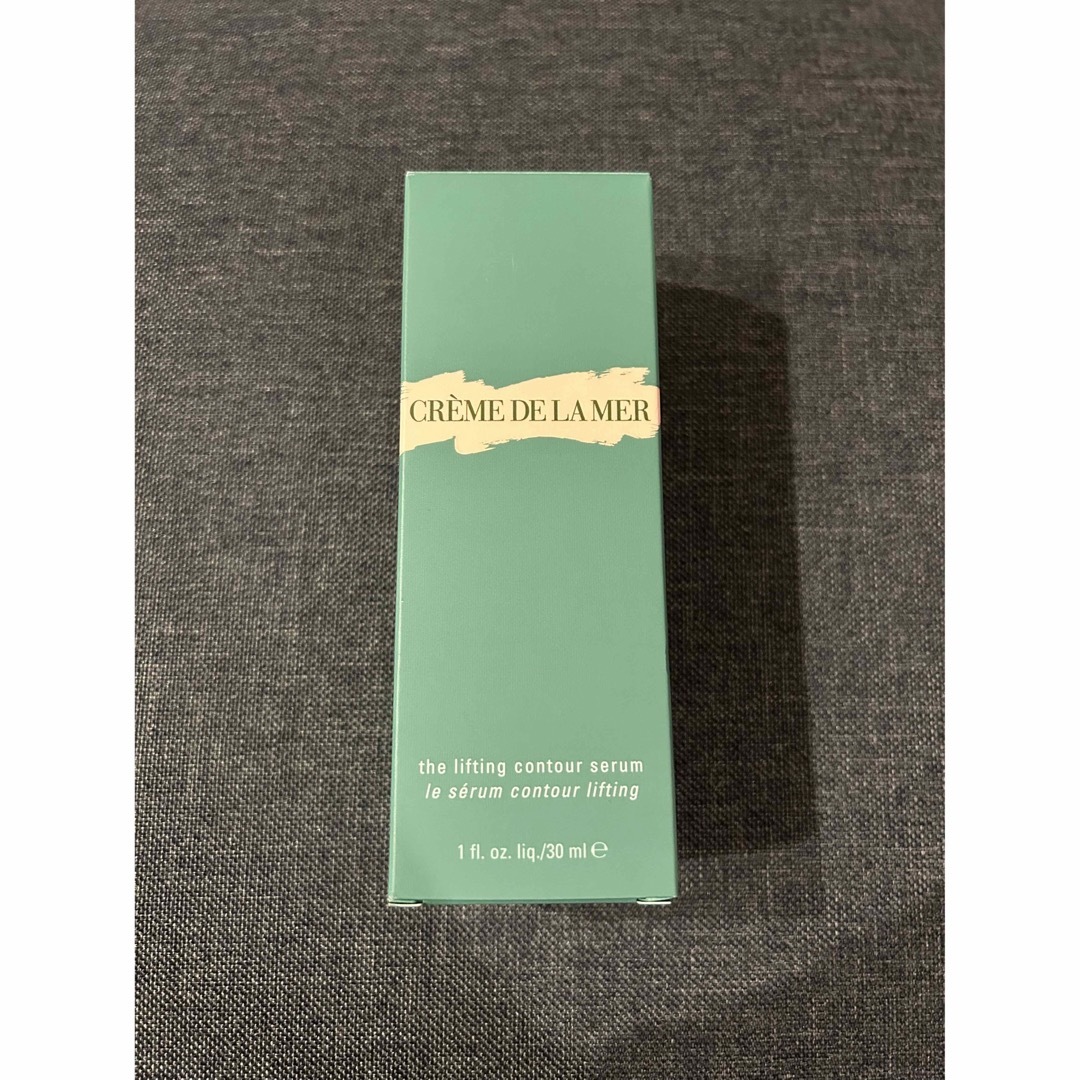 CRÈME DE LA MER
the lifting contour serum
le sérum contour lifting
1 fl. oz. liq./30 ml ℮